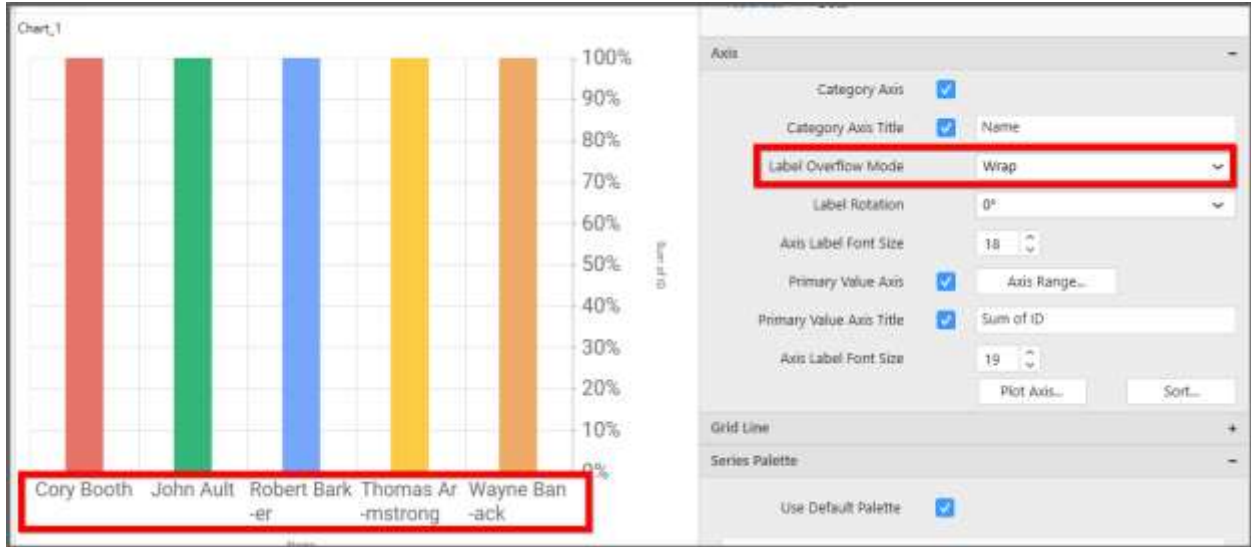 Chart_1
100%
90%
80%
70%
60%
50%
40%
30%
20%
10%
0%
Sum of ID
Cory Booth
John Ault
Robert Bark
-er
Thomas Ar
-mstrong
Wayne Ban
-ack
Axis
Category Axis
Category Axis Title Name
Label Overflow Mode Wrap
Label Rotation 0°
Axis Label Font Size 18
Primary Value Axis Axis Range...
Primary Value Axis Title Sum of ID
Axis Label Font Size 19
Plot Axis... Sort...
Grid Line
Series Palette
Use Default Palette